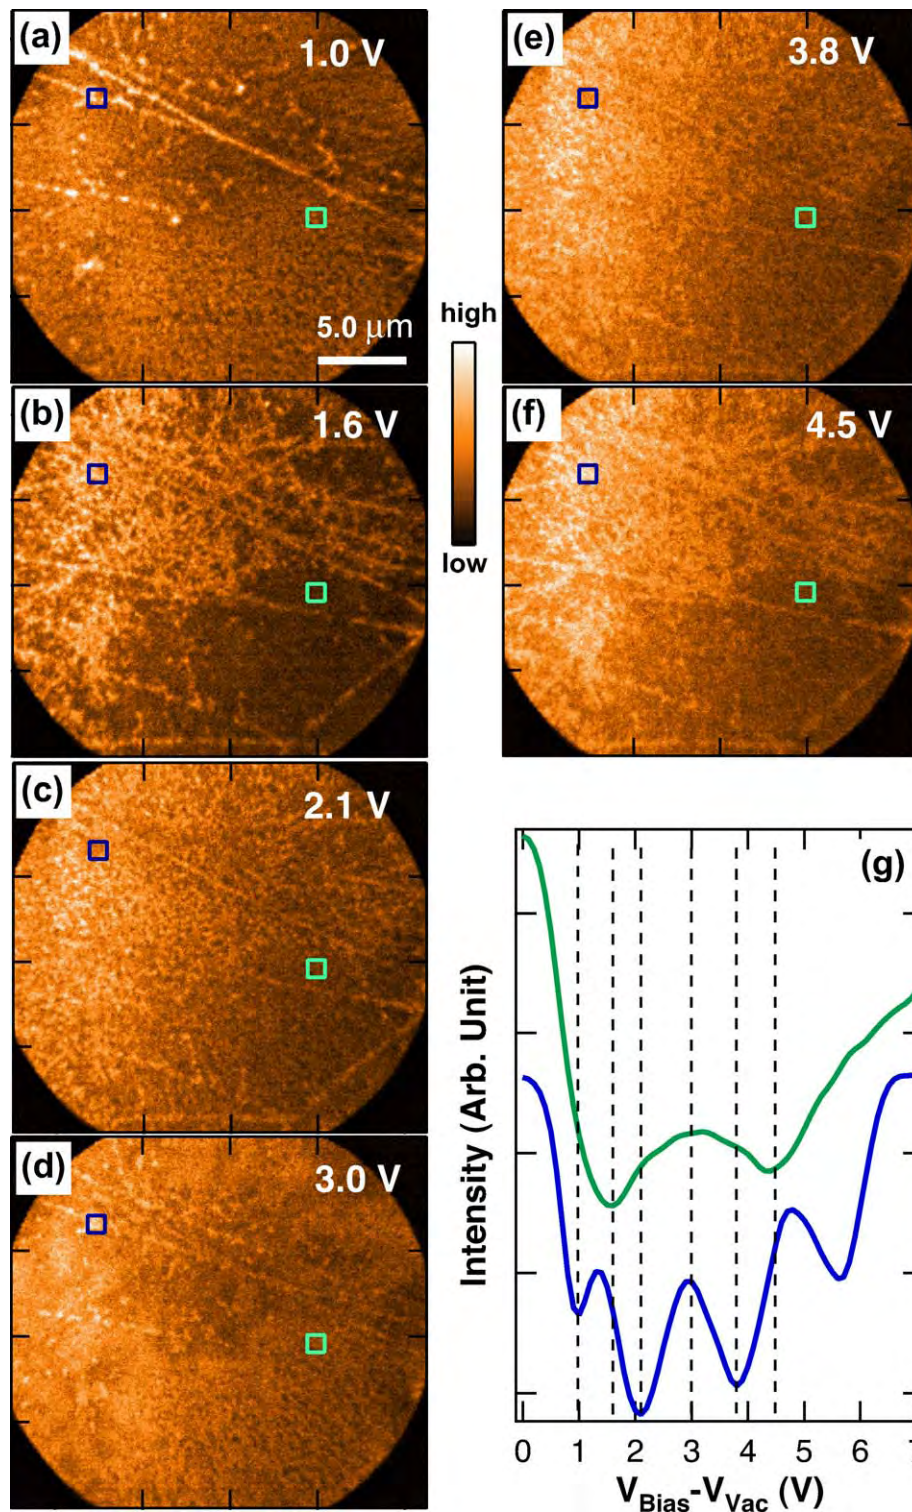 (a)
1.0 V
5.0 μm
(b)
1.6 V
(c)
2.1 V
(d)
3.0 V
high
low
(e)
3.8 V
(f)
4.5 V
(g)
Intensity (Arb. Unit)
0 1 2 3 4 5 6 7
V_Bias-V_Vac (V)